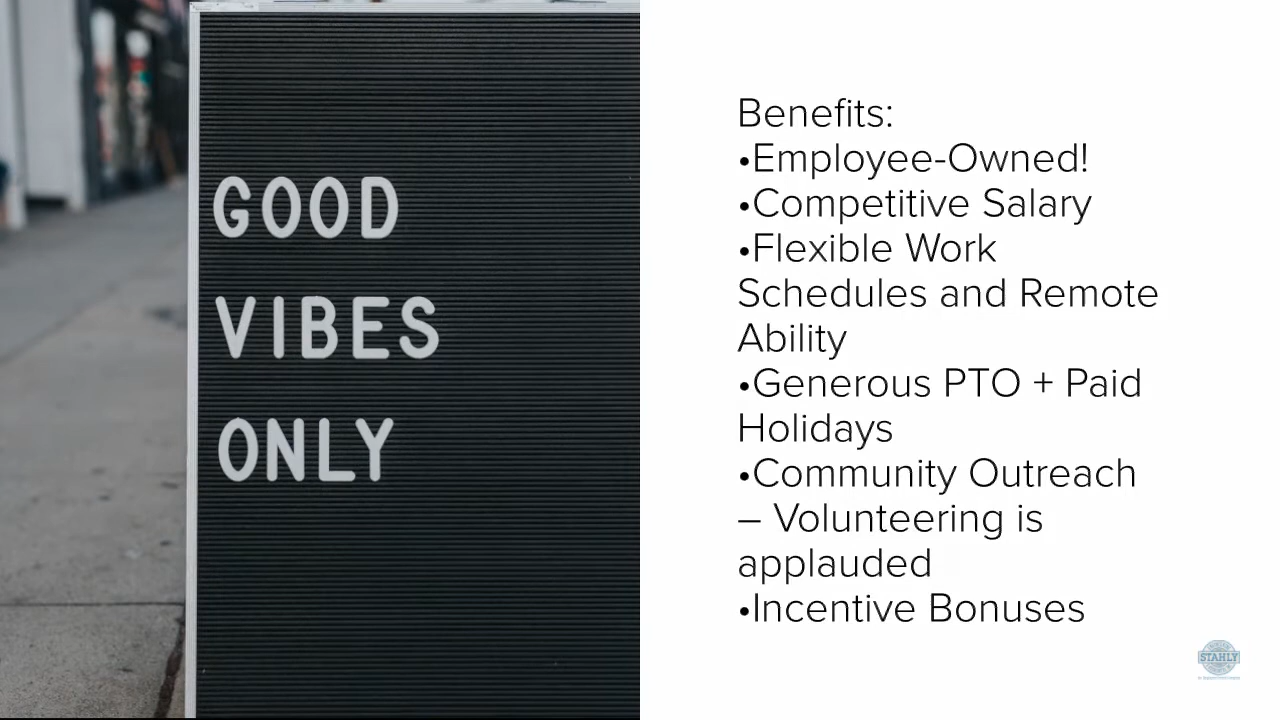 GOOD
VIBES
ONLY
Benefits:
•Employee-Owned!
•Competitive Salary
•Flexible Work
Schedules and Remote
Ability
•Generous PTO + Paid
Holidays
•Community Outreach
– Volunteering is
applauded
•Incentive Bonuses
STAHLY